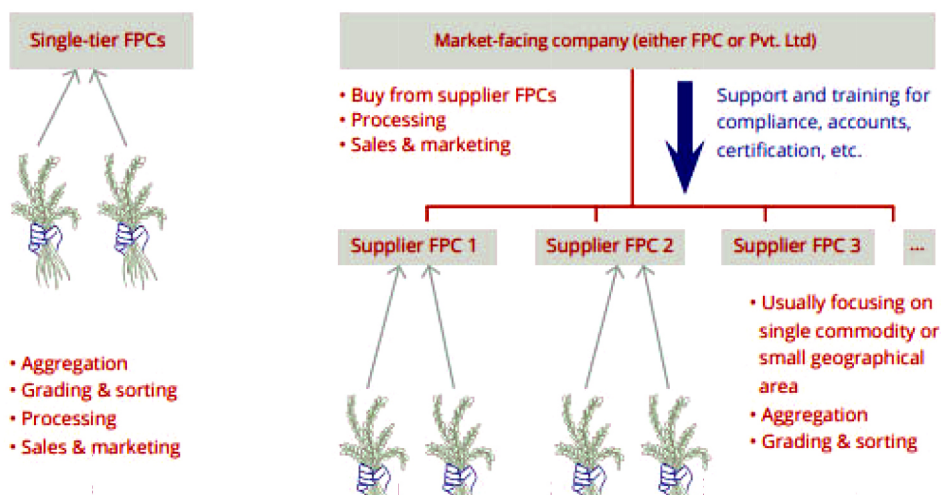 Single-tier FPCs
• Aggregation
• Grading & sorting
• Processing
• Sales & marketing
Market-facing company (either FPC or Pvt. Ltd)
• Buy from supplier FPCs
• Processing
• Sales & marketing
Support and training for
compliance, accounts,
certification, etc.
Supplier FPC 1
Supplier FPC 2
Supplier FPC 3
...
• Usually focusing on
single commodity or
small geographical
area
• Aggregation
• Grading & sorting